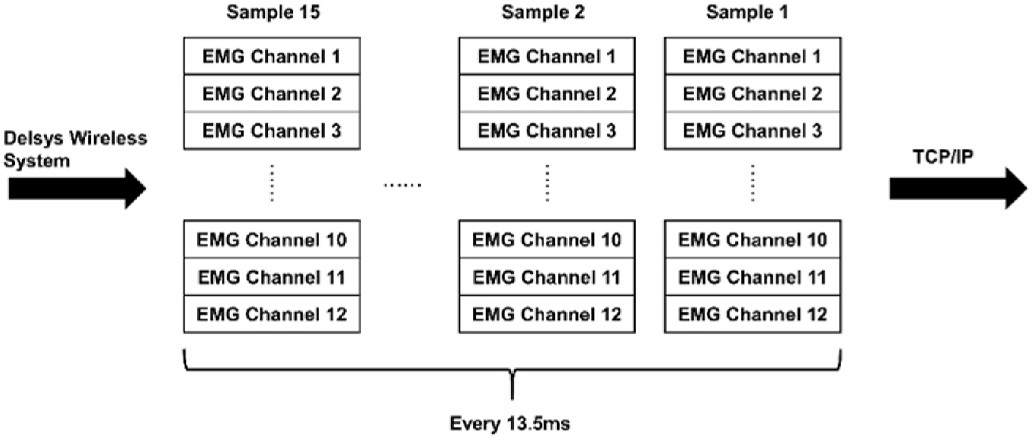 Sample 15
Sample 2
Sample 1
EMG Channel 1
EMG Channel 2
EMG Channel 3
EMG Channel 1
EMG Channel 2
EMG Channel 3
EMG Channel 1
EMG Channel 2
EMG Channel 3
Delsys Wireless
System
TCP/IP
EMG Channel 10
EMG Channel 11
EMG Channel 12
EMG Channel 10
EMG Channel 11
EMG Channel 12
EMG Channel 10
EMG Channel 11
EMG Channel 12
Every 13.5ms